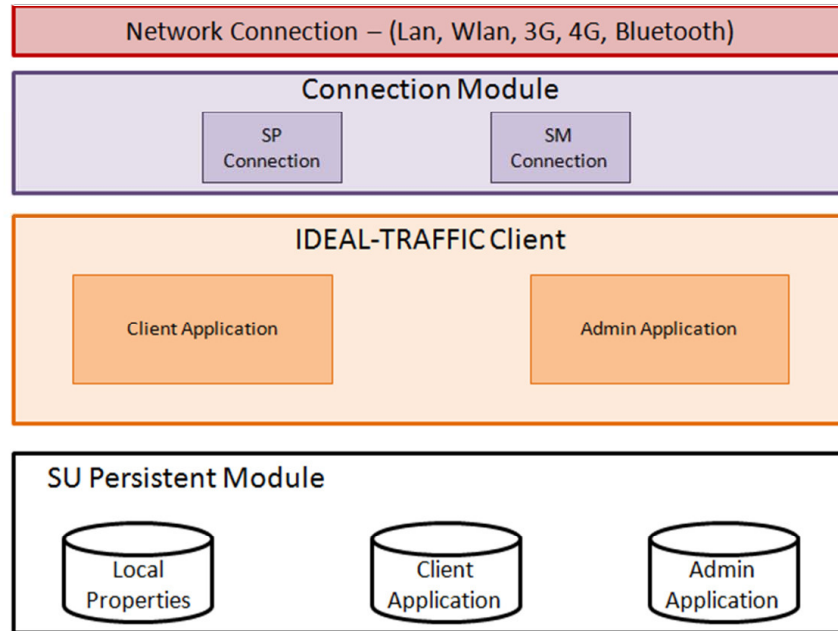 Network Connection – (Lan, Wlan, 3G, 4G, Bluetooth)
Connection Module
SP
Connection
SM
Connection
IDEAL-TRAFFIC Client
Client Application
Admin Application
SU Persistent Module
Local
Properties
Client
Application
Admin
Application